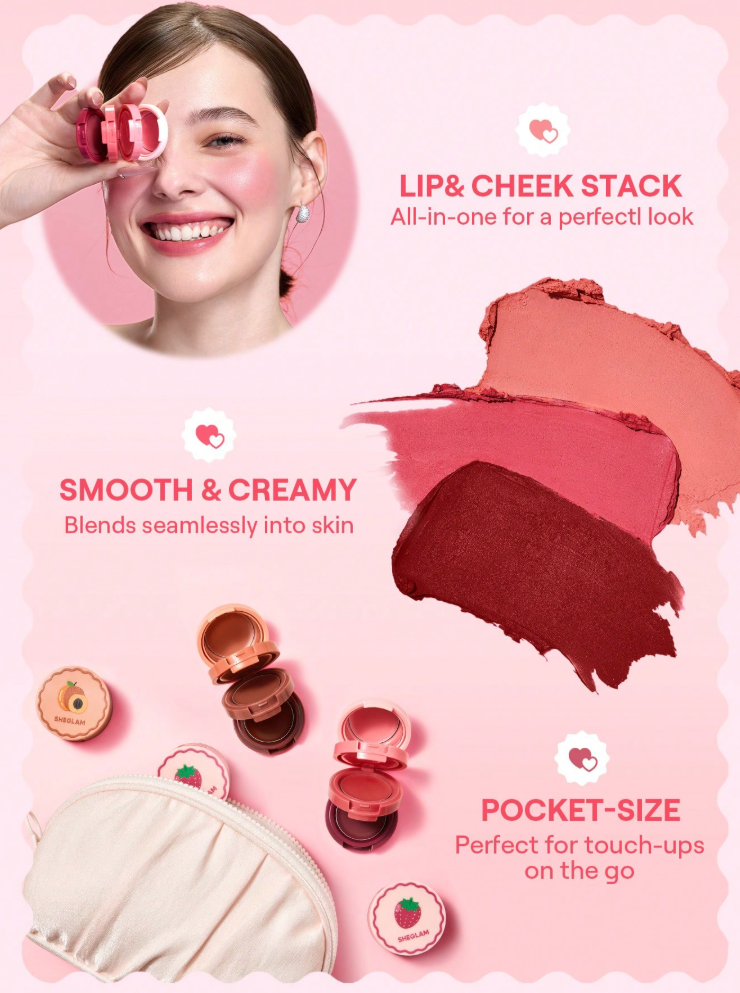 LIP& CHEEK STACK
All-in-one for a perfectl look
SMOOTH & CREAMY
Blends seamlessly into skin
SHEGLAM
AM
POCKET-SIZE
Perfect for touch-ups
on the go
SHEGLAM